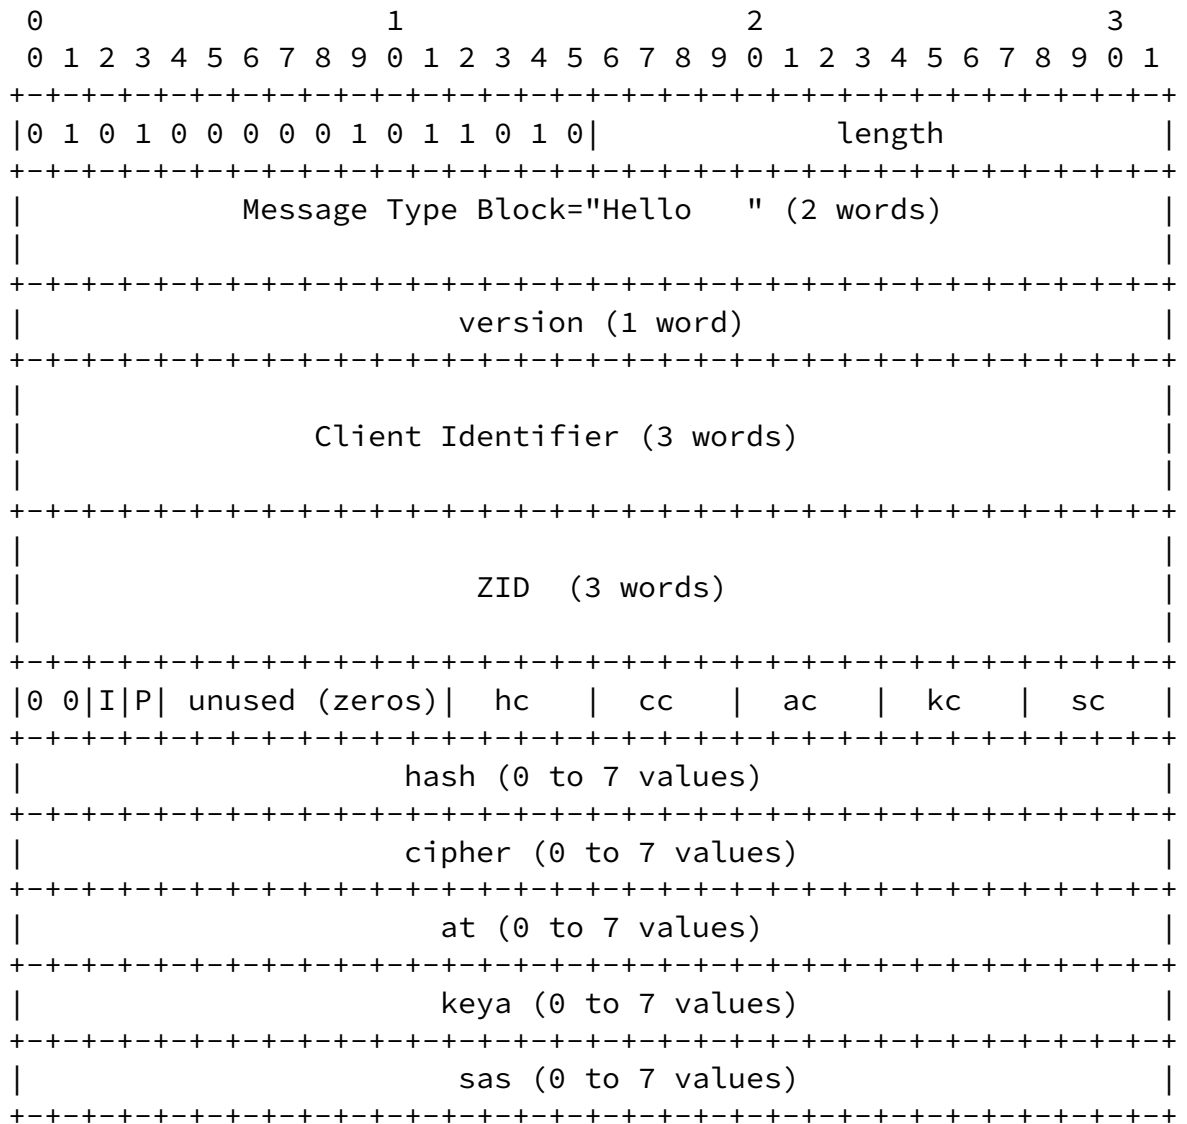 0                   1                   2                   3
 0 1 2 3 4 5 6 7 8 9 0 1 2 3 4 5 6 7 8 9 0 1 2 3 4 5 6 7 8 9 0 1
+-+-+-+-+-+-+-+-+-+-+-+-+-+-+-+-+-+-+-+-+-+-+-+-+-+-+-+-+-+-+-+-+
|0 1 0 1 0 0 0 0 0 1 0 1 1 0 1 0|             length            |
+-+-+-+-+-+-+-+-+-+-+-+-+-+-+-+-+-+-+-+-+-+-+-+-+-+-+-+-+-+-+-+-+
|            Message Type Block="Hello   " (2 words)            |
|                                                               |
+-+-+-+-+-+-+-+-+-+-+-+-+-+-+-+-+-+-+-+-+-+-+-+-+-+-+-+-+-+-+-+-+
|                        version (1 word)                       |
+-+-+-+-+-+-+-+-+-+-+-+-+-+-+-+-+-+-+-+-+-+-+-+-+-+-+-+-+-+-+-+-+
|                                                               |
|                Client Identifier (3 words)                    |
|                                                               |
+-+-+-+-+-+-+-+-+-+-+-+-+-+-+-+-+-+-+-+-+-+-+-+-+-+-+-+-+-+-+-+-+
|                                                               |
|                         ZID  (3 words)                        |
|                                                               |
+-+-+-+-+-+-+-+-+-+-+-+-+-+-+-+-+-+-+-+-+-+-+-+-+-+-+-+-+-+-+-+-+
|0 0|I|P| unused (zeros)|  hc   |  cc   |  ac   |  kc   |  sc   |
+-+-+-+-+-+-+-+-+-+-+-+-+-+-+-+-+-+-+-+-+-+-+-+-+-+-+-+-+-+-+-+-+
|                     hash (0 to 7 values)                      |
+-+-+-+-+-+-+-+-+-+-+-+-+-+-+-+-+-+-+-+-+-+-+-+-+-+-+-+-+-+-+-+-+
|                     cipher (0 to 7 values)                    |
+-+-+-+-+-+-+-+-+-+-+-+-+-+-+-+-+-+-+-+-+-+-+-+-+-+-+-+-+-+-+-+-+
|                       at (0 to 7 values)                      |
+-+-+-+-+-+-+-+-+-+-+-+-+-+-+-+-+-+-+-+-+-+-+-+-+-+-+-+-+-+-+-+-+
|                       keya (0 to 7 values)                    |
+-+-+-+-+-+-+-+-+-+-+-+-+-+-+-+-+-+-+-+-+-+-+-+-+-+-+-+-+-+-+-+-+
|                        sas (0 to 7 values)                    |
+-+-+-+-+-+-+-+-+-+-+-+-+-+-+-+-+-+-+-+-+-+-+-+-+-+-+-+-+-+-+-+-+